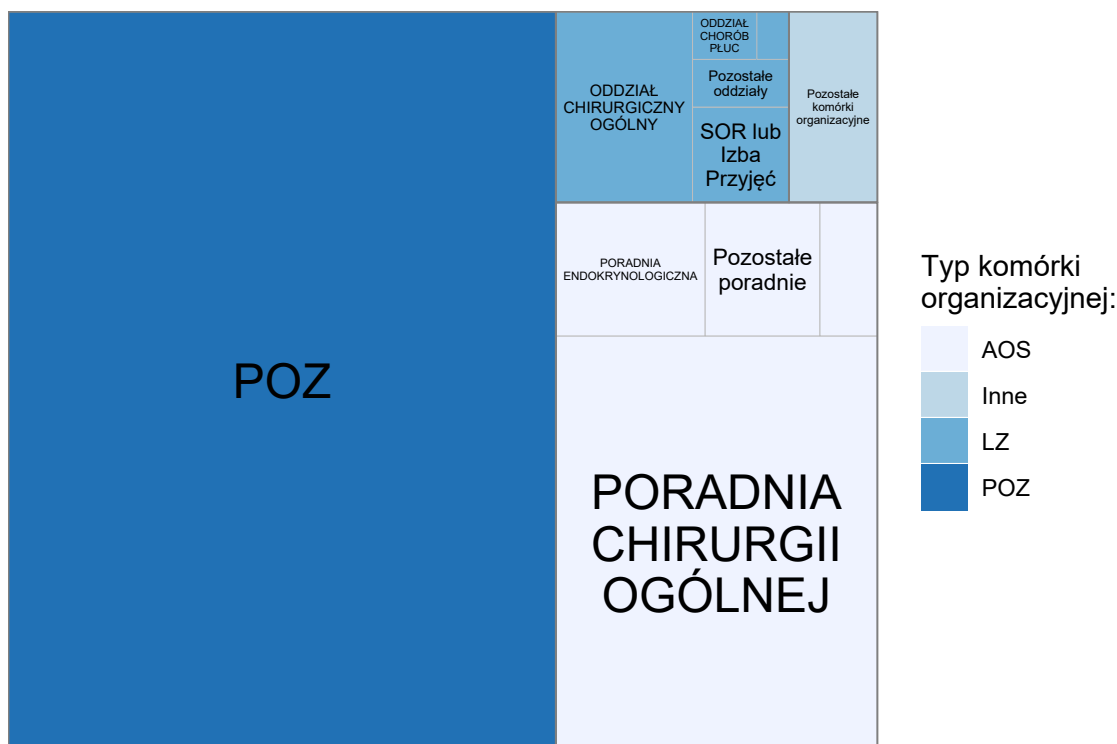 POZ
ODDZIAŁ
CHIRURGICZNY
OGÓLNY
ODDZIAŁ
CHORÓB
PŁUC
Pozostałe
oddziały
SOR lub
Izba
Przyjęć
Pozostałe
komórki
organizacyjne
PORADNIA
ENDOKRYNOLOGICZNA
Pozostałe
poradnie
PORADNIA
CHIRURGII
OGÓLNEJ
Typ komórki
organizacyjnej:
AOS
Inne
LZ
POZ